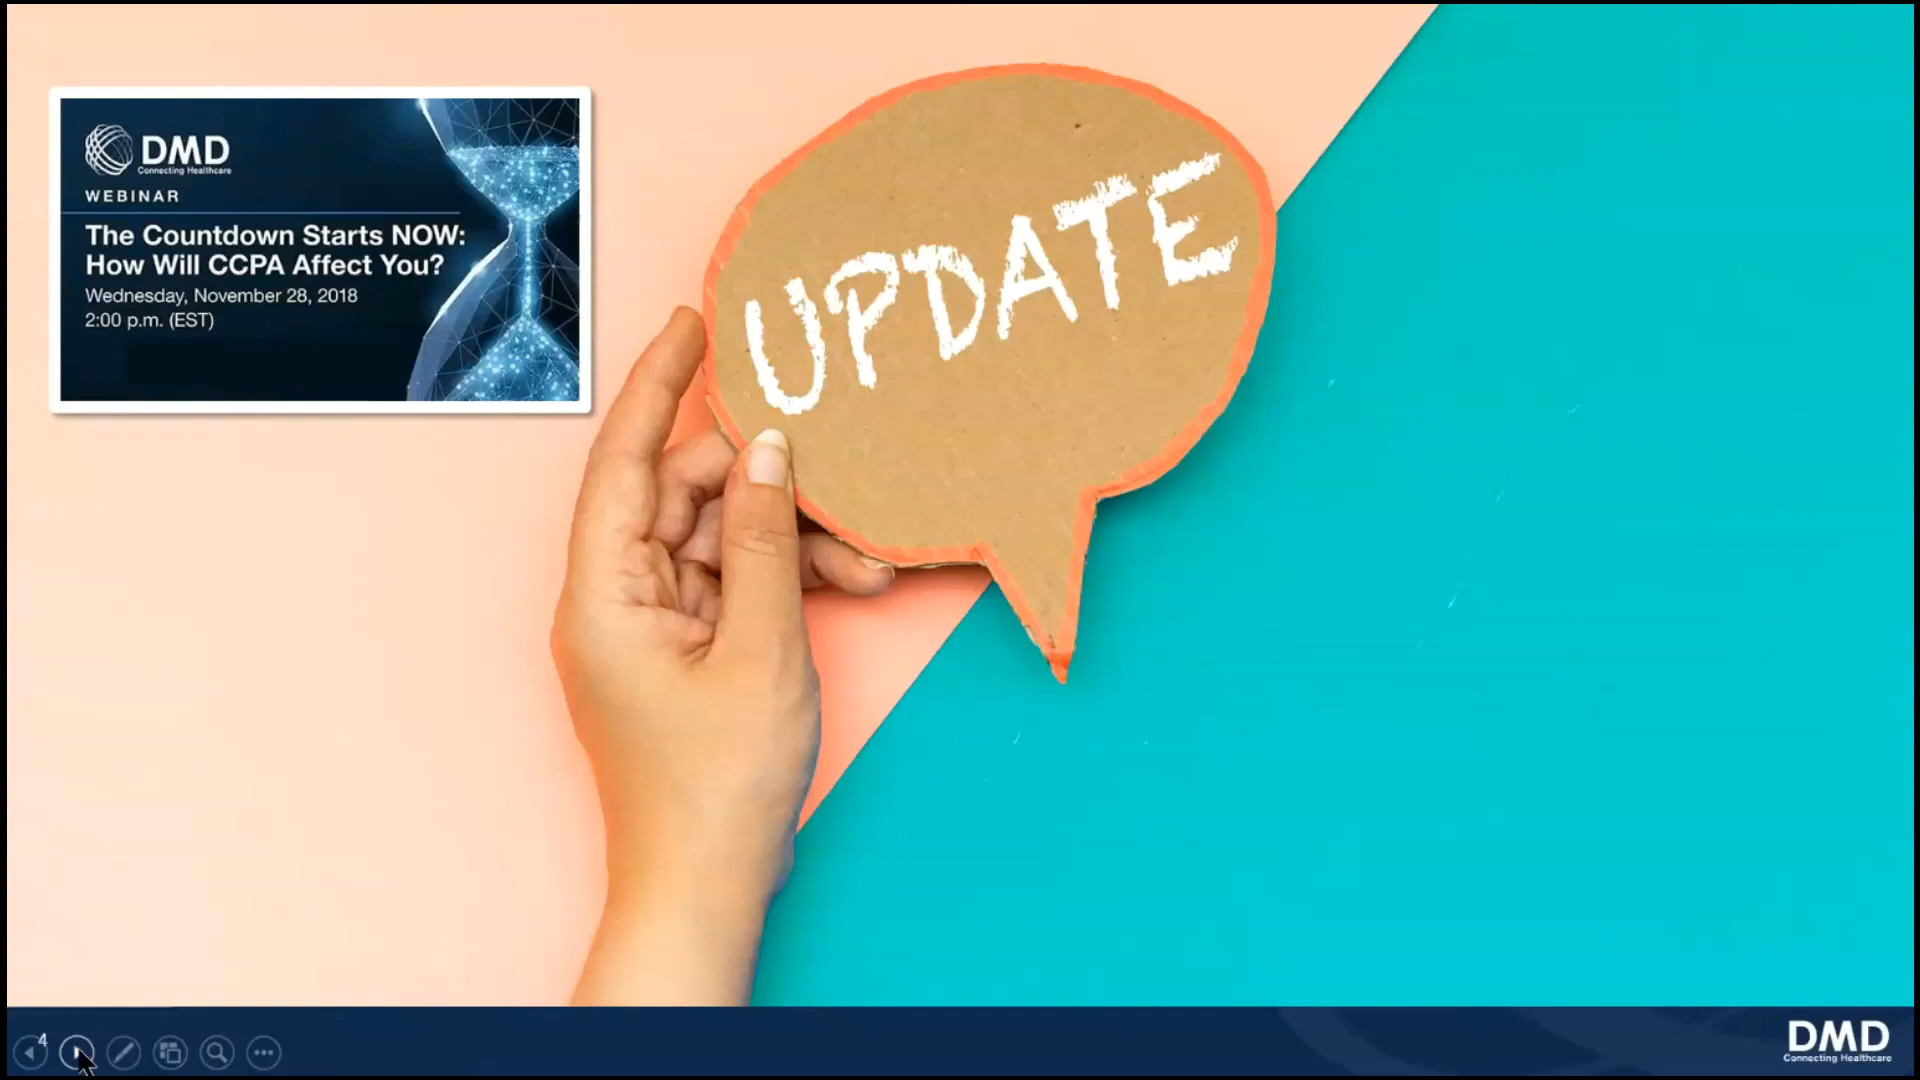 DMD
Connecting Healthcare
WEBINAR
The Countdown Starts NOW:
How Will CCPA Affect You?
Wednesday, November 28, 2018
2:00 p.m. (EST)
UPDATE
4
DMD
Connecting Healthcare